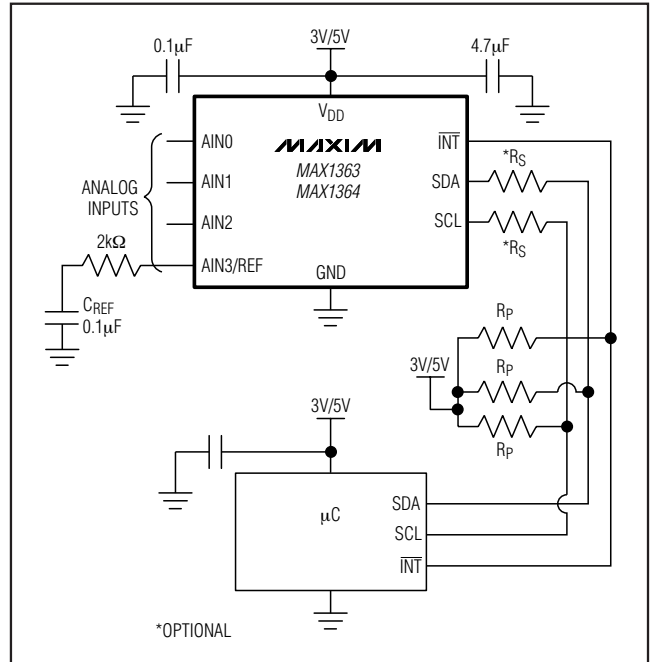 3V/5V
0.1µF
4.7µF
VDD
AIN0
MAXIM
INT
MAX1363
*RS
AIN1
SDA
MAX1364
ANALOG
INPUTS
AIN2
SCL
*RS
2kΩ
AIN3/REF
GND
CREF
0.1µF
RP
3V/5V
RP
3V/5V
RP
µC
SDA
SCL
INT
*OPTIONAL